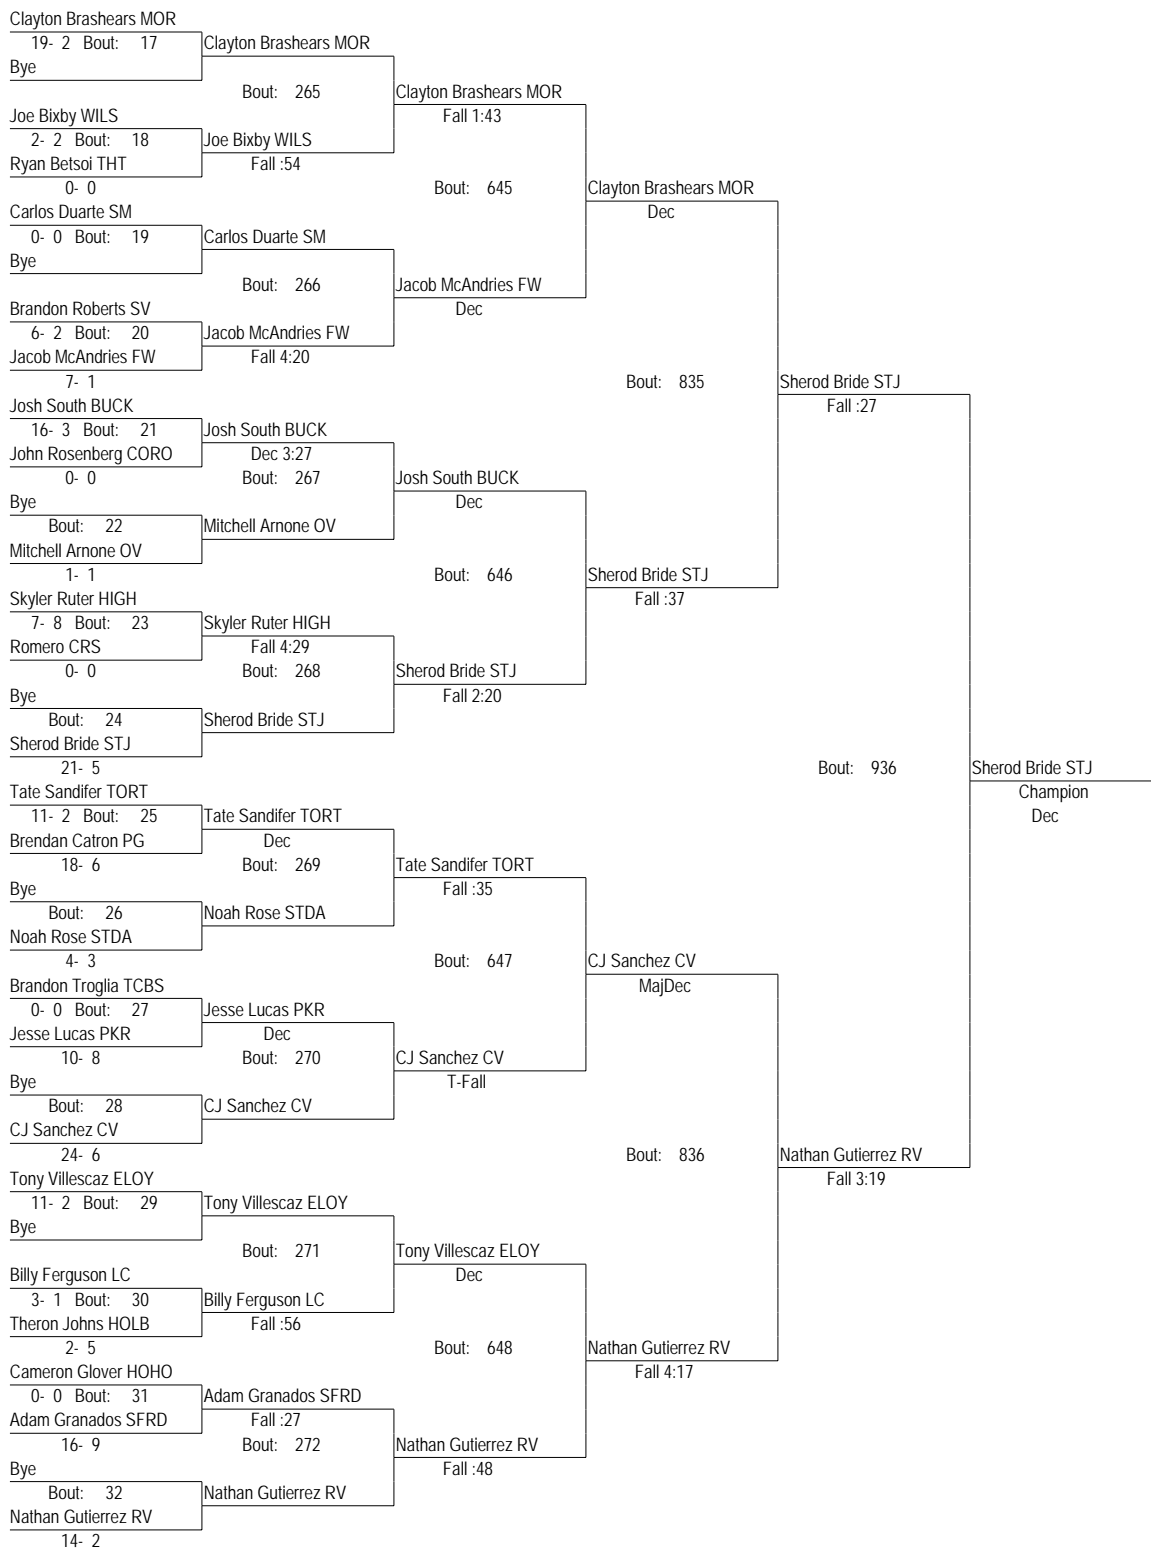 Clayton Brashears MOR
19- 2 Bout: 17
Clayton Brashears MOR
Bye
Bout: 265
Clayton Brashears MOR
Fall 1:43
Joe Bixby WILS
2- 2 Bout: 18
Joe Bixby WILS
Ryan Betsoi THT
Fall :54
0- 0
Bout: 645
Clayton Brashears MOR
Dec
Carlos Duarte SM
0- 0 Bout: 19
Carlos Duarte SM
Bye
Bout: 266
Jacob McAndries FW
Dec
Brandon Roberts SV
6- 2 Bout: 20
Jacob McAndries FW
Jacob McAndries FW
Fall 4:20
7- 1
Bout: 835
Sherod Bride STJ
Fall :27
Josh South BUCK
16- 3 Bout: 21
Josh South BUCK
John Rosenberg CORO
Dec 3:27
0- 0
Bout: 267
Josh South BUCK
Dec
Bye
Bout: 22
Mitchell Arnone OV
Mitchell Arnone OV
1- 1
Bout: 646
Sherod Bride STJ
Fall :37
Skyler Ruter HIGH
7- 8 Bout: 23
Skyler Ruter HIGH
Romero CRS
Fall 4:29
0- 0
Bout: 268
Sherod Bride STJ
Fall 2:20
Bye
Bout: 24
Sherod Bride STJ
Sherod Bride STJ
21- 5
Bout: 936
Sherod Bride STJ
Champion
Dec
Tate Sandifer TORT
11- 2 Bout: 25
Tate Sandifer TORT
Brendan Catron PG
Dec
18- 6
Bout: 269
Tate Sandifer TORT
Fall :35
Bye
Bout: 26
Noah Rose STDA
Noah Rose STDA
4- 3
Bout: 647
CJ Sanchez CV
MajDec
Brandon Troglia TCBS
0- 0 Bout: 27
Jesse Lucas PKR
Jesse Lucas PKR
Dec
10- 8
Bout: 270
CJ Sanchez CV
T-Fall
Bye
Bout: 28
CJ Sanchez CV
CJ Sanchez CV
24- 6
Bout: 836
Nathan Gutierrez RV
Fall 3:19
Tony Villescaz ELOY
11- 2 Bout: 29
Tony Villescaz ELOY
Bye
Bout: 271
Tony Villescaz ELOY
Dec
Billy Ferguson LC
3- 1 Bout: 30
Billy Ferguson LC
Theron Johns HOLB
Fall :56
2- 5
Bout: 648
Nathan Gutierrez RV
Fall 4:17
Cameron Glover HOHO
0- 0 Bout: 31
Adam Granados SFRD
Adam Granados SFRD
Fall :27
16- 9
Bout: 272
Nathan Gutierrez RV
Fall :48
Bye
Bout: 32
Nathan Gutierrez RV
Nathan Gutierrez RV
14- 2